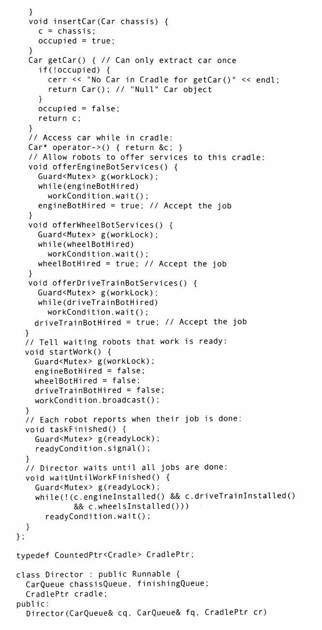 }
void insertCar(Car chassis) {
c = chassis;
occupied = true;
}
Car getCar() { // Can only extract car once
if(!occupied) {
cerr << "No Car in Cradle for getCar()" << endl;
return Car(); // "Null" Car object
}
occupied = false;
return c;
}
// Access car while in cradle:
Car* operator->() { return &c; }
// Allow robots to offer services to this cradle:
void offerEngineBotServices() {
Guard<Mutex> g(workLock);
while(engineBotHired)
workCondition.wait();
engineBotHired = true; // Accept the job
}
void offerWheelBotServices() {
Guard<Mutex> g(workLock);
while(wheelBotHired)
workCondition.wait();
wheelBotHired = true; // Accept the job
}
void offerDriveTrainBotServices() {
Guard<Mutex> g(workLock);
while(driveTrainBotHired)
workCondition.wait();
driveTrainBotHired = true; // Accept the job
}
// Tell waiting robots that work is ready:
void startWork() {
Guard<Mutex> g(workLock);
engineBotHired = false;
wheelBotHired = false;
driveTrainBotHired = false;
workCondition.broadcast();
}
// Each robot reports when their job is done:
void taskFinished() {
Guard<Mutex> g(readyLock);
readyCondition.signal();
}
// Director waits until all jobs are done:
void waitUntilWorkFinished() {
Guard<Mutex> g(readyLock);
while(!(c.engineInstalled() && c.driveTrainInstalled()
&& c.wheelsInstalled()))
readyCondition.wait();
}
};
typedef CountedPtr<Cradle> CradlePtr;
class Director : public Runnable {
CarQueue chassisQueue, finishingQueue;
CradlePtr cradle;
public:
Director(CarQueue& cq, CarQueue& fq, CradlePtr cr)